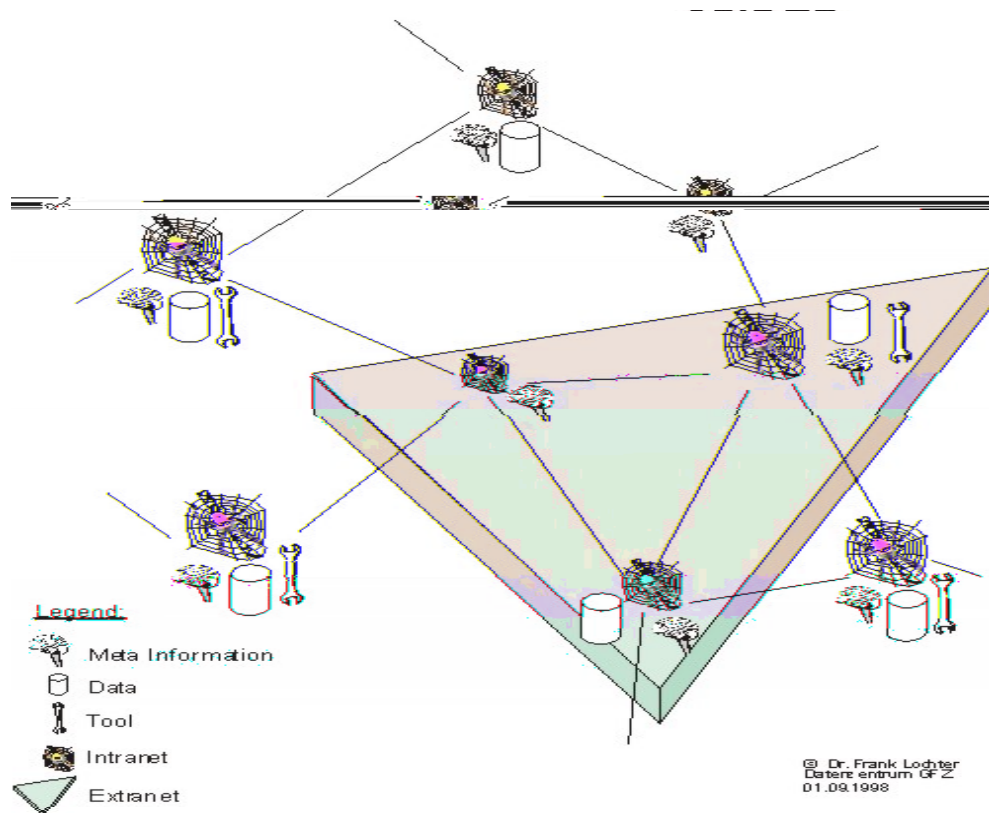 Legend:
Meta Information
Data
Tool
Intranet
Extranet
© Dr. Frank Lochter
Datenzentrum GFZ
01.09.1998